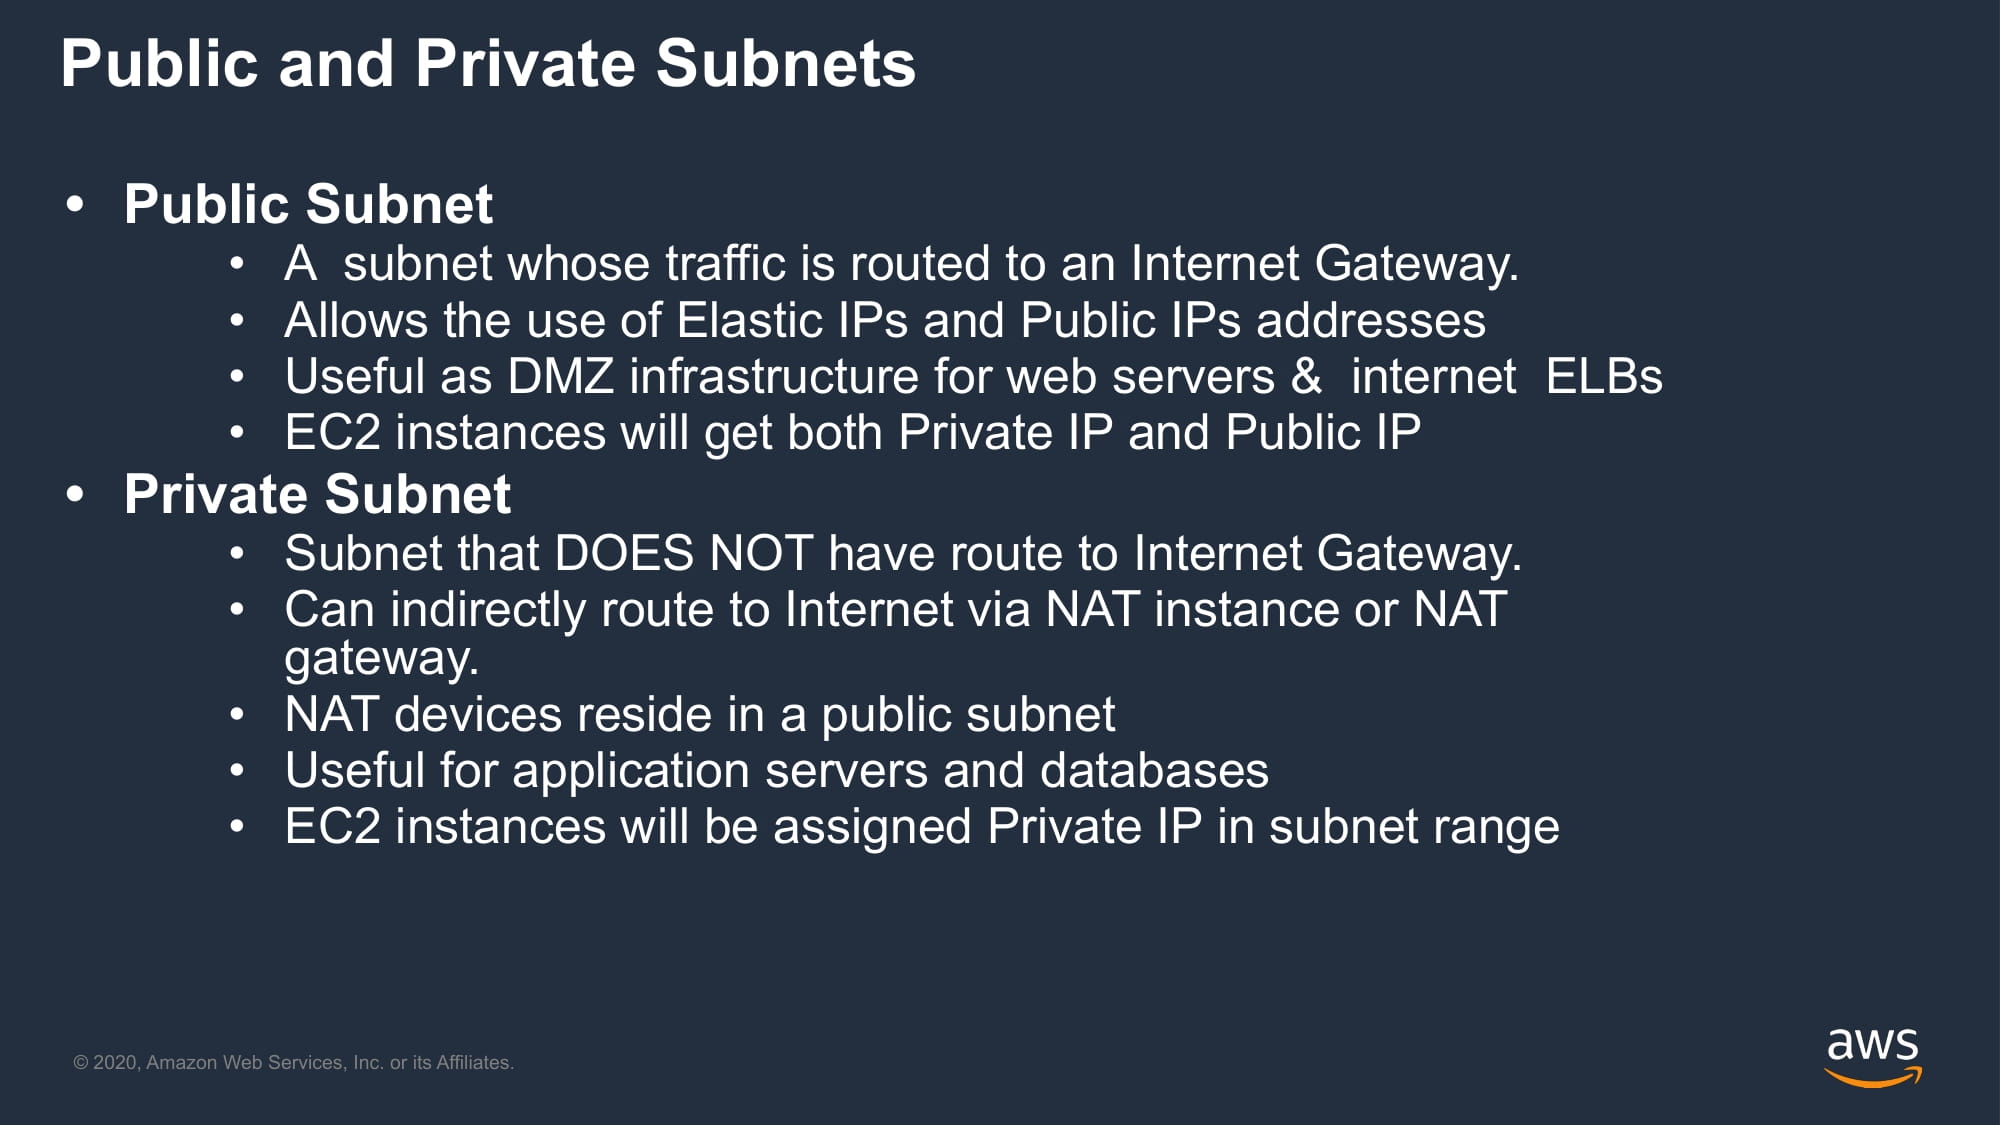 Public and Private Subnets
• Public Subnet
• A  subnet whose traffic is routed to an Internet Gateway.
• Allows the use of Elastic IPs and Public IPs addresses
• Useful as DMZ infrastructure for web servers &  internet  ELBs
• EC2 instances will get both Private IP and Public IP
• Private Subnet
• Subnet that DOES NOT have route to Internet Gateway.
• Can indirectly route to Internet via NAT instance or NAT
gateway.
• NAT devices reside in a public subnet
• Useful for application servers and databases
• EC2 instances will be assigned Private IP in subnet range
© 2020, Amazon Web Services, Inc. or its Affiliates.
aws